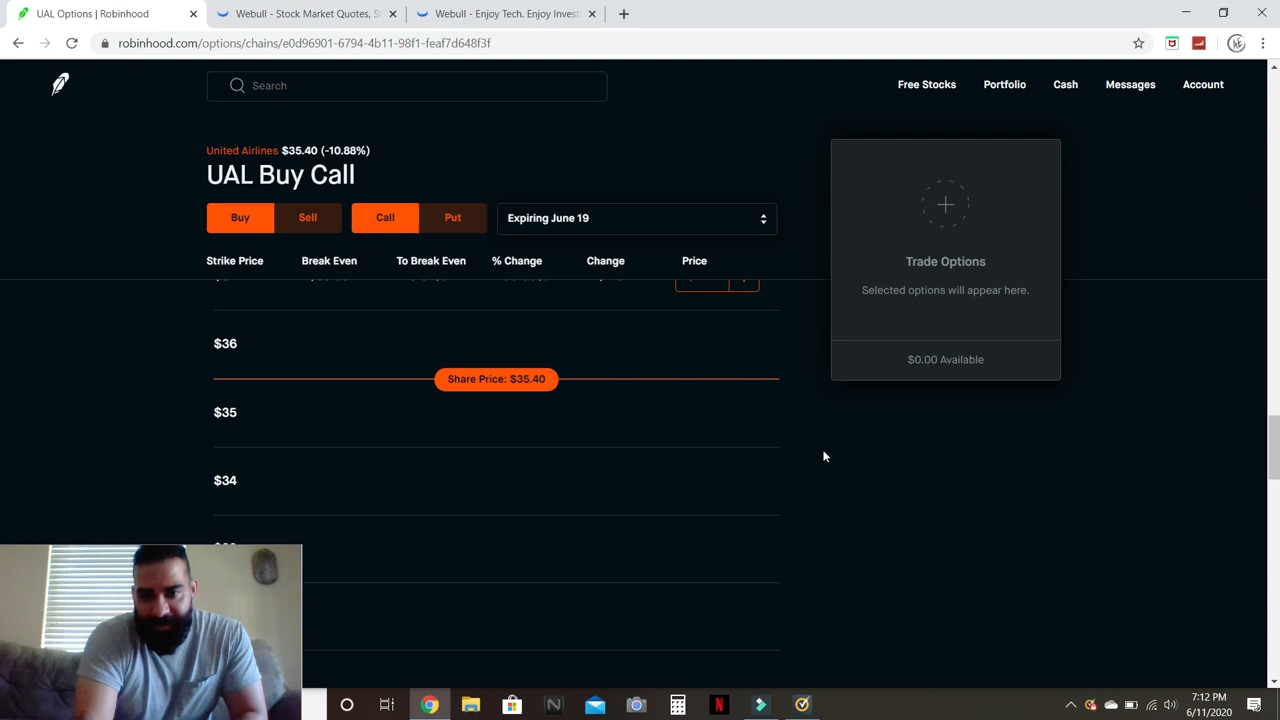 UAL Options | Robinhood
Webull - Stock Market Quotes, S
Webull - Enjoy Tech. Enjoy Invest
robinhood.com/options/chains/e0d96901-6794-4b11-98f1-feaf7d648f3f
Search
Free Stocks Portfolio Cash Messages Account
United Airlines $35.40 (-10.88%)
UAL Buy Call
Buy Sell Call Put Expiring June 19
Strike Price Break Even To Break Even % Change Change Price
$36
Share Price: $35.40
$35
$34
Trade Options
Selected options will appear here.
$0.00 Available
7:12 PM
6/11/2020